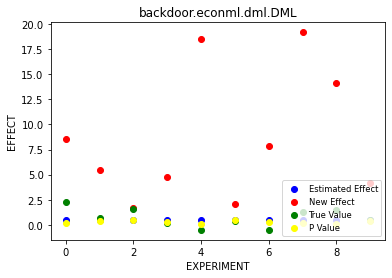 backdoor.econml.dml.DML
20.0
17.5
15.0
12.5
10.0
7.5
5.0
2.5
0.0
EFFECT
Estimated Effect
New Effect
True Value
P Value
0 2 4 6 8
EXPERIMENT